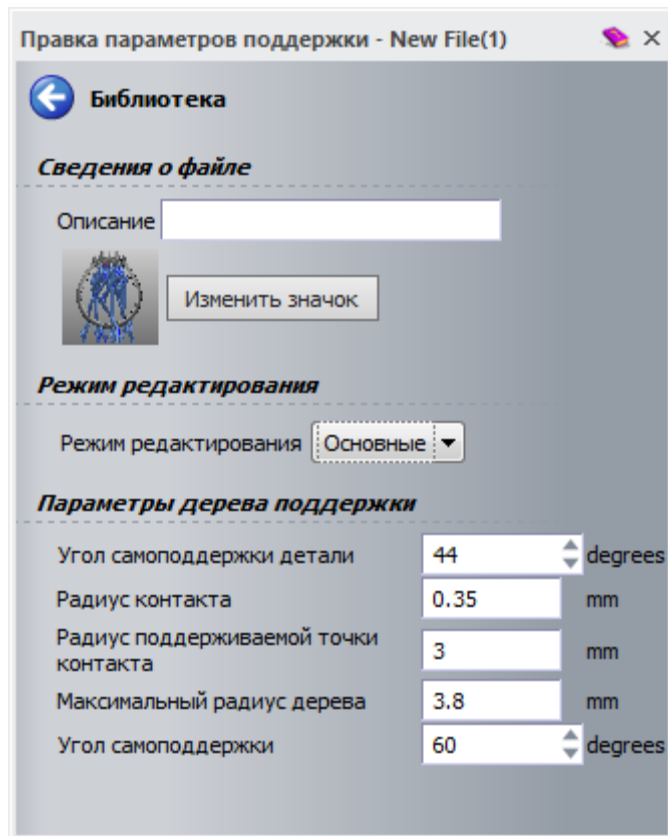 Правка параметров поддержки - New File(1)
Библиотека
Сведения о файле
Описание
Изменить значок
Режим редактирования
Режим редактирования Основные
Параметры дерева поддержки
Угол самоподдержки детали 44 degrees
Радиус контакта 0.35 mm
Радиус поддерживаемой точки
контакта 3 mm
Максимальный радиус дерева 3.8 mm
Угол самоподдержки 60 degrees